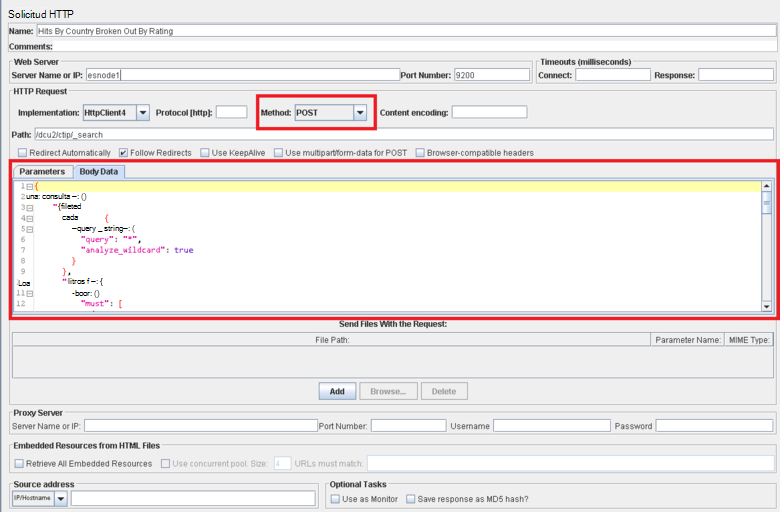 Solicitud HTTP
Name: Hits By Country Broken Out By Rating
Comments:
Web Server
Server Name or IP: esnode1 Port Number: 9200
Timeouts (milliseconds)
Connect: Response:
HTTP Request
Implementation: HttpClient4 Protocol [http]: Method: POST Content encoding:
Path: /dcu2/ctip/_search
Redirect Automatically Follow Redirects Use KeepAlive Use multipart/form-data for POST Browser-compatible headers
Parameters Body Data
1 {
2 una: consulta –: ()
3 "{fileted
4 cada {
5 –query _ string–: (
6 "query": "*",
7 "analyze_wildcard": true
8 }
9 },
Loa "filitros f –: {
11 -boor: ()
12 "must": [
Send Files With the Request:
File Path: Parameter Name: MIME Type:
Add Browse... Delete
Proxy Server
Server Name or IP: Port Number: Username Password
Embedded Resources from HTML Files
Retrieve All Embedded Resources Use concurrent pool. Size: 4 URLs must match:
Source address
IP/Hostname
Optional Tasks
Use as Monitor Save response as MD5 hash?